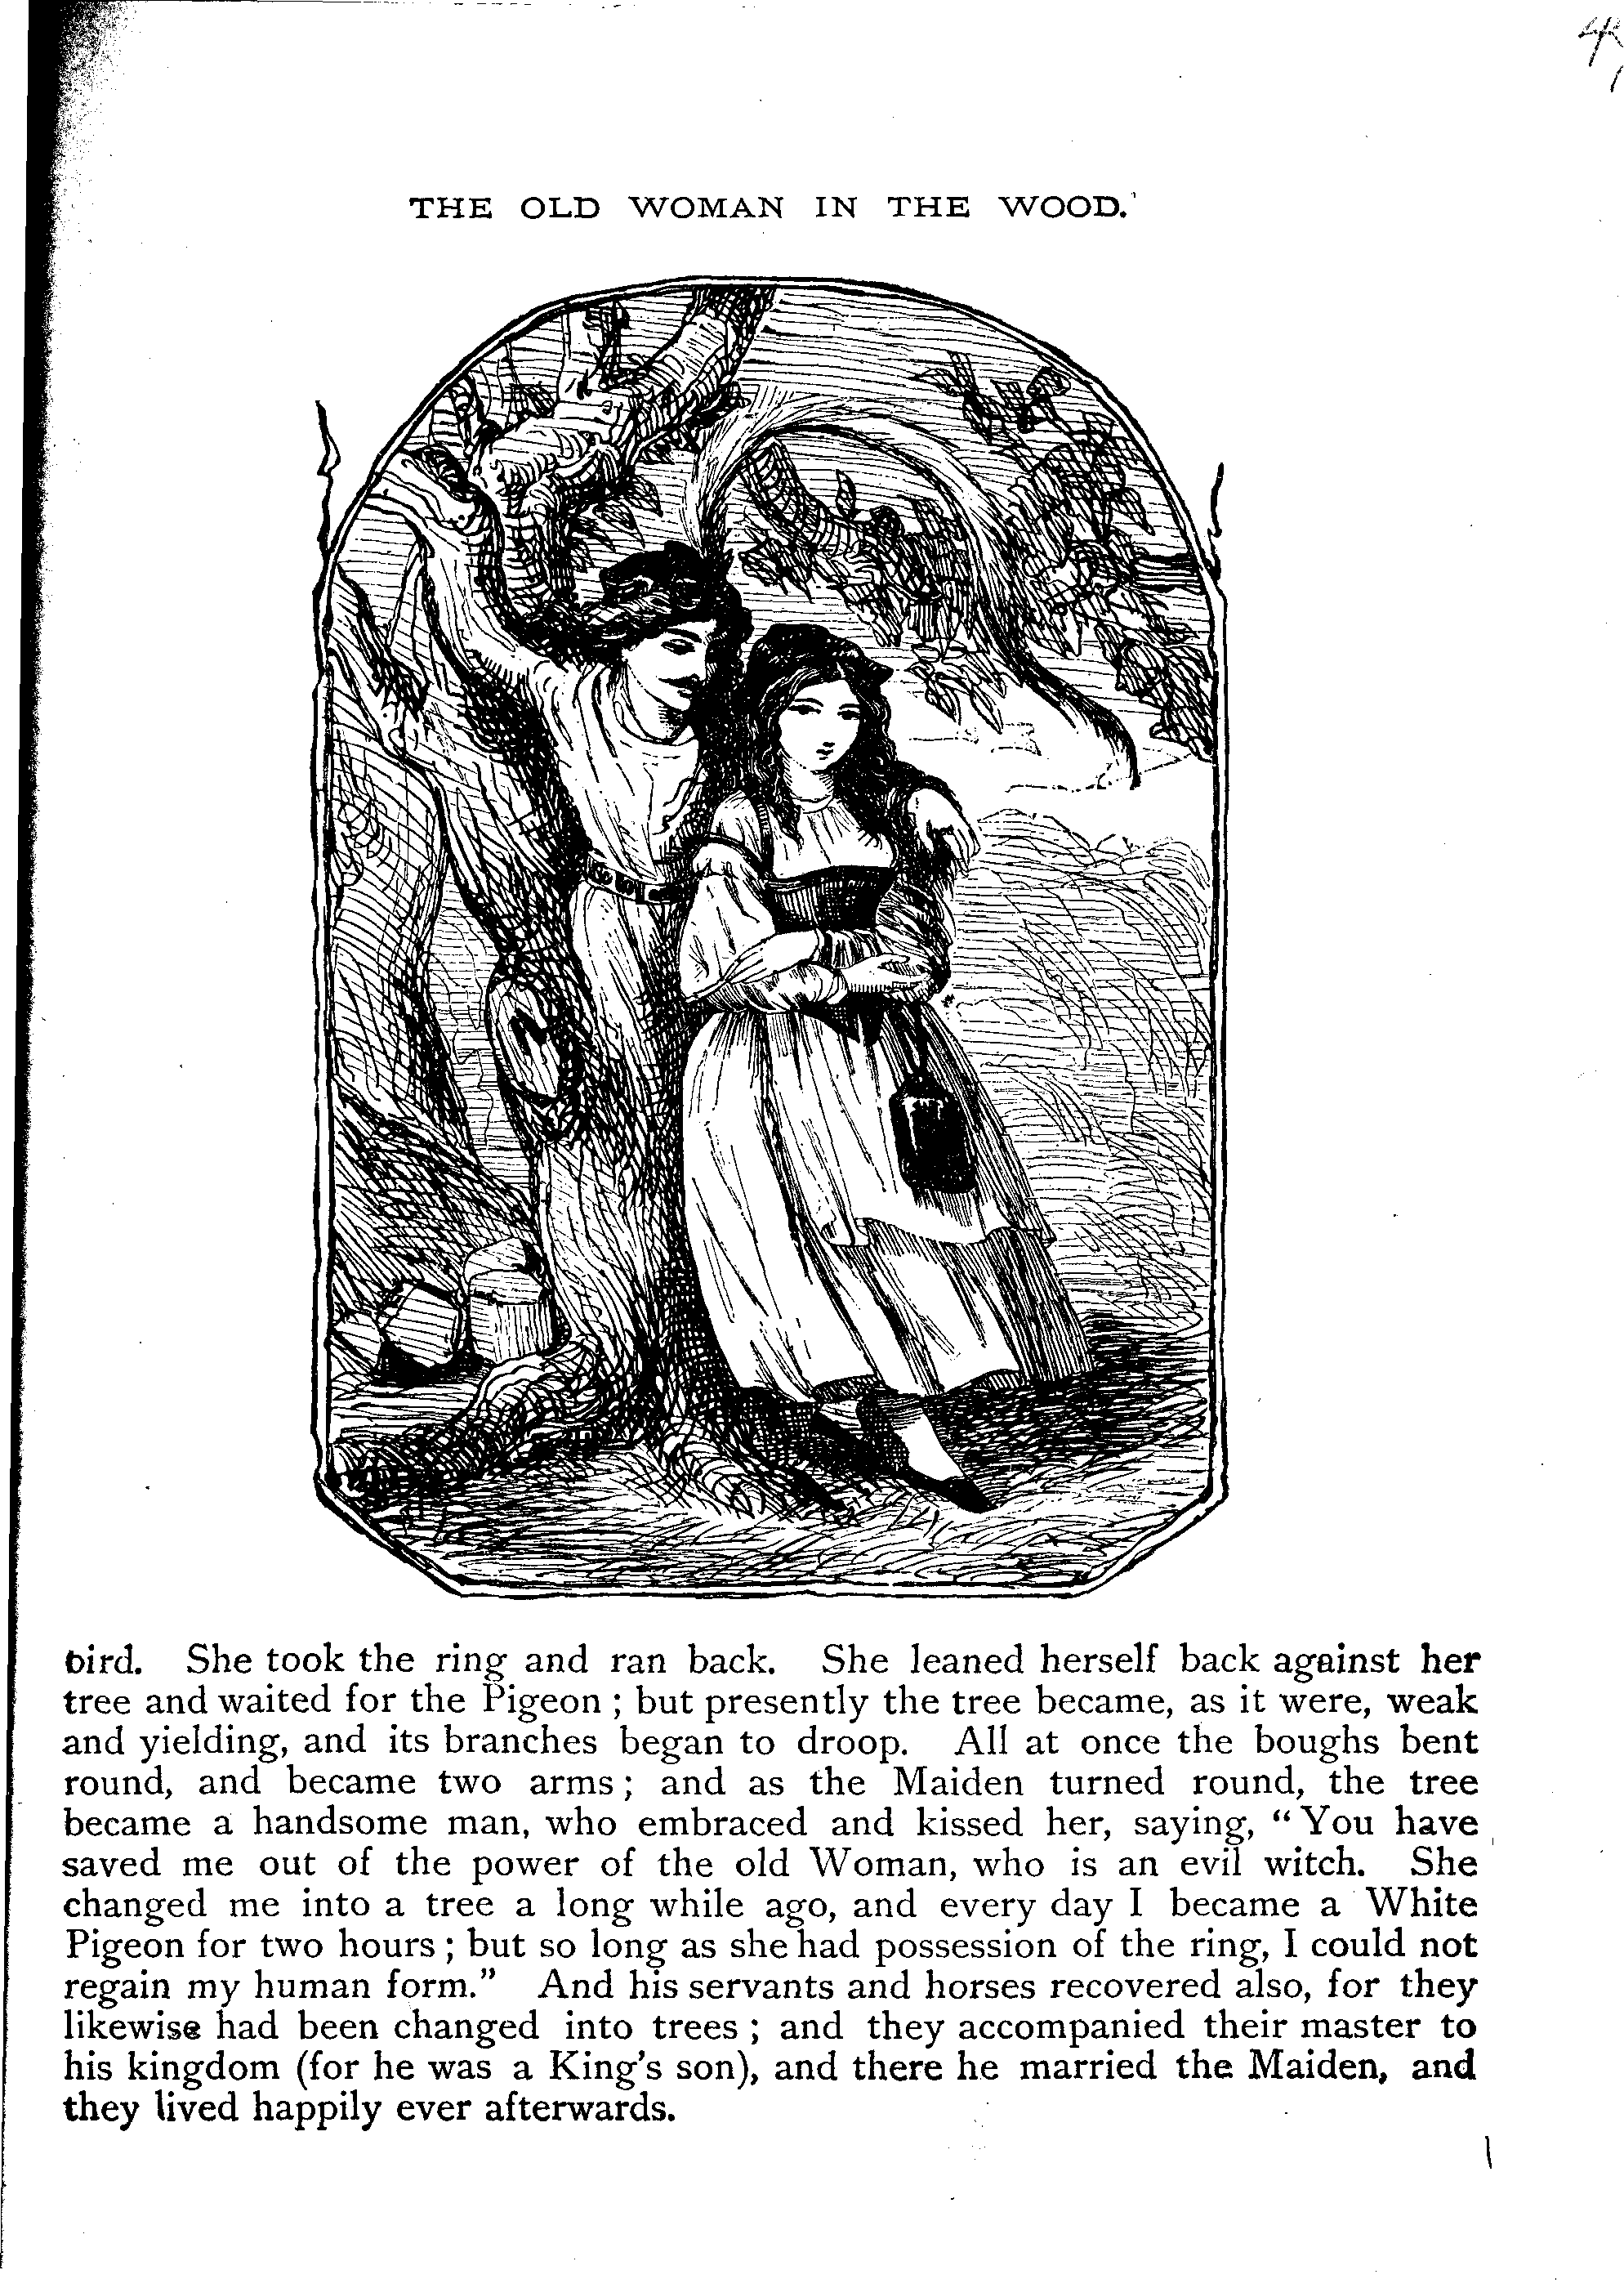 THE OLD WOMAN IN THE WOOD.
bird. She took the ring and ran back. She leaned herself back against her
tree and waited for the Pigeon ; but presently the tree became, as it were, weak
and yielding, and its branches began to droop. All at once the boughs bent
round, and became two arms ; and as the Maiden turned round, the tree
became a handsome man, who embraced and kissed her, saying, “You have
saved me out of the power of the old Woman, who is an evil witch. She
changed me into a tree a long while ago, and every day I became a White
Pigeon for two hours ; but so long as she had possession of the ring, I could not
regain my human form.” And his servants and horses recovered also, for they
likewise had been changed into trees ; and they accompanied their master to
his kingdom (for he was a King's son), and there he married the Maiden, and
they lived happily ever afterwards.